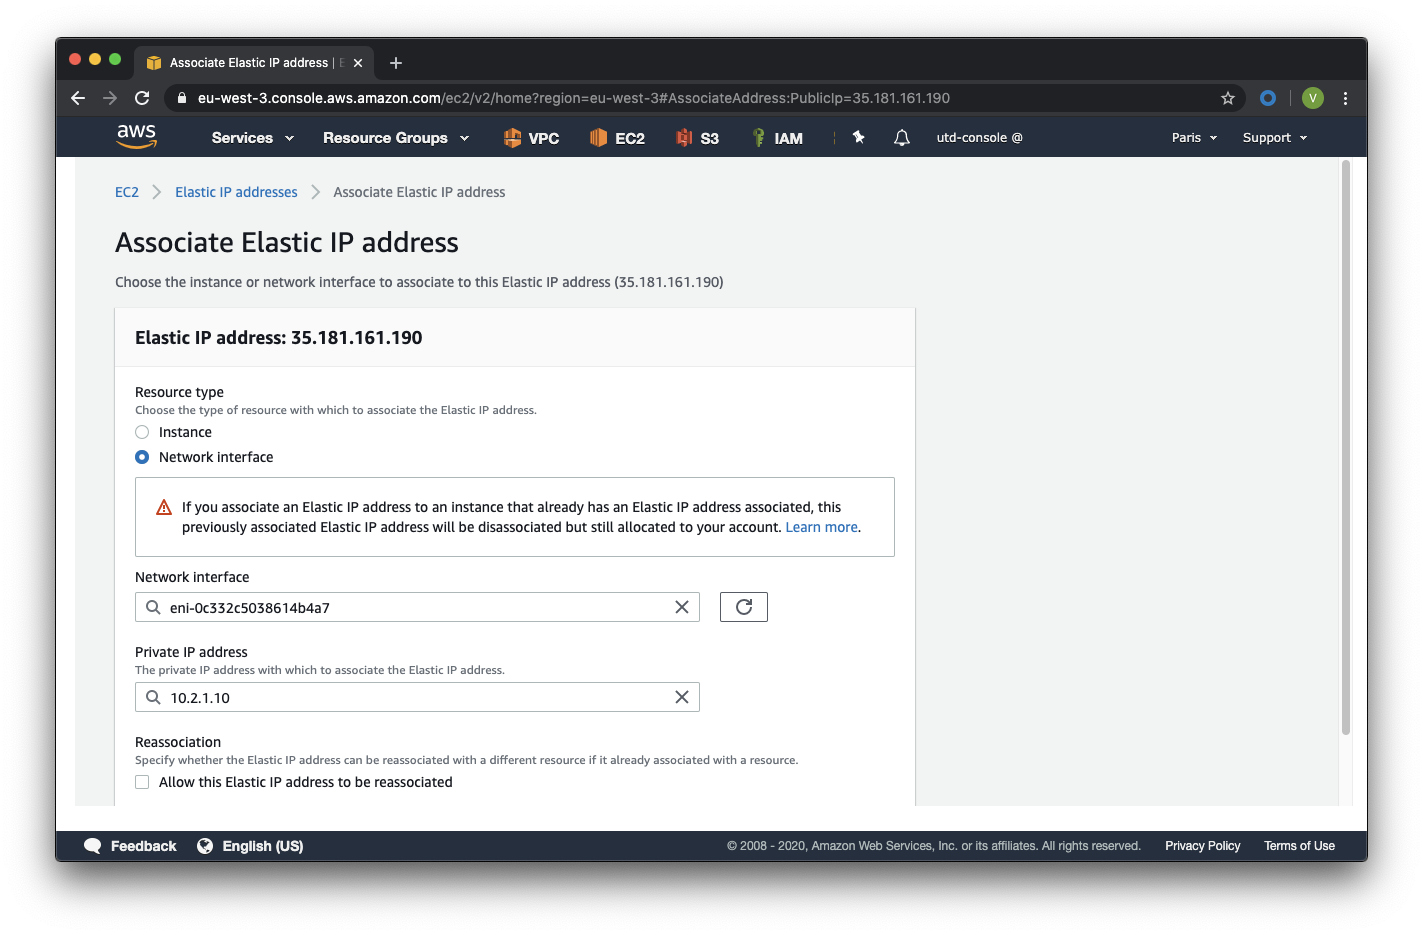 Associate Elastic IP address | E
eu-west-3.console.aws.amazon.com/ec2/v2/home?region=eu-west-3#AssociateAddress:PublicIp=35.181.161.190
V
aws Services Resource Groups VPC EC2 S3 IAM utd-console @ Paris Support
EC2 Elastic IP addresses Associate Elastic IP address
Associate Elastic IP address
Choose the instance or network interface to associate to this Elastic IP address (35.181.161.190)
Elastic IP address: 35.181.161.190
Resource type
Choose the type of resource with which to associate the Elastic IP address.
Instance
Network interface
If you associate an Elastic IP address to an instance that already has an Elastic IP address associated, this
previously associated Elastic IP address will be disassociated but still allocated to your account. Learn more.
Network interface
eni-0c332c5038614b4a7
Private IP address
The private IP address with which to associate the Elastic IP address.
10.2.1.10
Reassociation
Specify whether the Elastic IP address can be reassociated with a different resource if it already associated with a resource.
Allow this Elastic IP address to be reassociated
Feedback English (US) © 2008 - 2020, Amazon Web Services, Inc. or its affiliates. All rights reserved. Privacy Policy Terms of Use